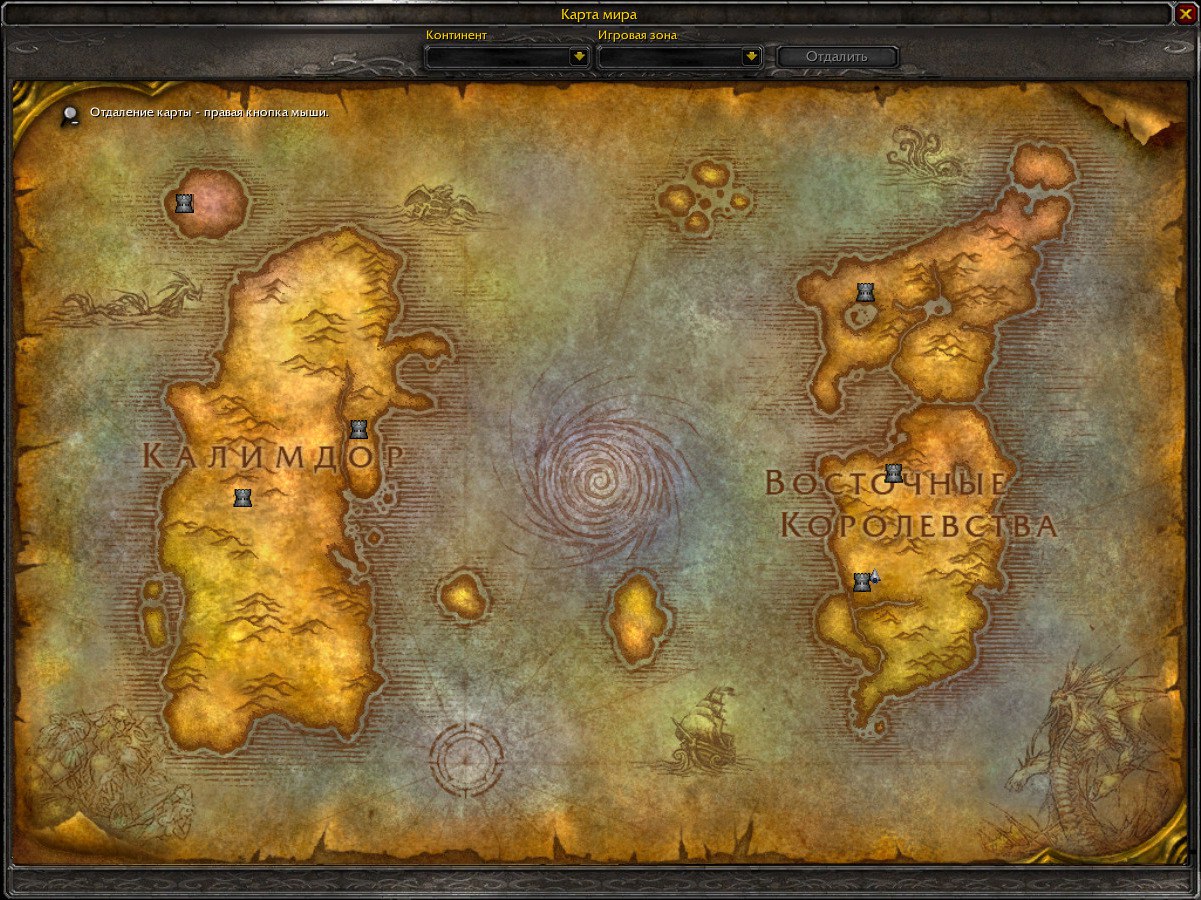 Карта мира
Континент
Игровая зона
Отдалить
Отдаление карты - правая кнопка мыши.
Калимдор
Восточные
Королевства